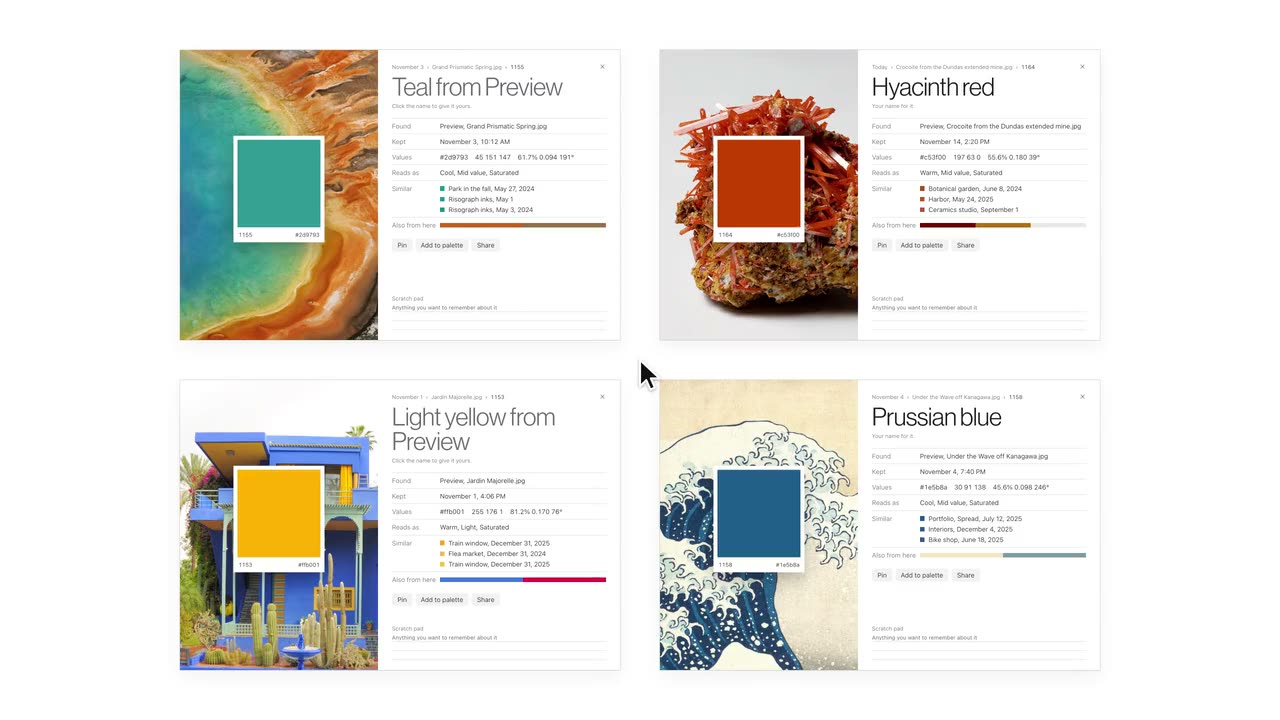 November 3 • Grand Prismatic Spring.jpg • 1155
Teal from Preview
Click the name to give it yours.
Found Preview, Grand Prismatic Spring.jpg
Kept November 3, 10:12 AM
Values #2d9793 45 151 147 61.7% 0.094 191°
Reads as Cool, Mid value, Saturated
Similar Park in the fall, May 27, 2024
Risograph inks, May 1
Risograph inks, May 3, 2024
Also from here
Pin Add to palette Share
Scratch pad
Anything you want to remember about it
1155 #2d9793
Today • Crocoite from the Dundas extended mine.jpg • 1164
Hyacinth red
Your name for it.
Found Preview, Crocoite from the Dundas extended mine.jpg
Kept November 14, 2:20 PM
Values #c53f00 197 63 0 55.6% 0.180 39°
Reads as Warm, Mid value, Saturated
Similar Botanical garden, June 8, 2024
Harbor, May 24, 2025
Ceramics studio, September 1
Also from here
Pin Add to palette Share
Scratch pad
Anything you want to remember about it
1164 #c53f00
November 1 • Jardin Majorelle.jpg • 1153
Light yellow from
Preview
Click the name to give it yours.
Found Preview, Jardin Majorelle.jpg
Kept November 1, 4:06 PM
Values #ffb001 255 176 1 81.2% 0.170 76°
Reads as Warm, Light, Saturated
Similar Train window, December 31, 2025
Flea market, December 31, 2024
Train window, December 31, 2025
Also from here
Pin Add to palette Share
Scratch pad
Anything you want to remember about it
1153 #ffb001
November 4 • Under the Wave off Kanagawa.jpg • 1158
Prussian blue
Your name for it.
Found Preview, Under the Wave off Kanagawa.jpg
Kept November 4, 7:40 PM
Values #1e5b8a 30 91 138 45.6% 0.098 246°
Reads as Cool, Mid value, Saturated
Similar Portfolio, Spread, July 12, 2025
Interiors, December 4, 2025
Bike shop, June 18, 2025
Also from here
Pin Add to palette Share
Scratch pad
Anything you want to remember about it
1158 #1e5b8a